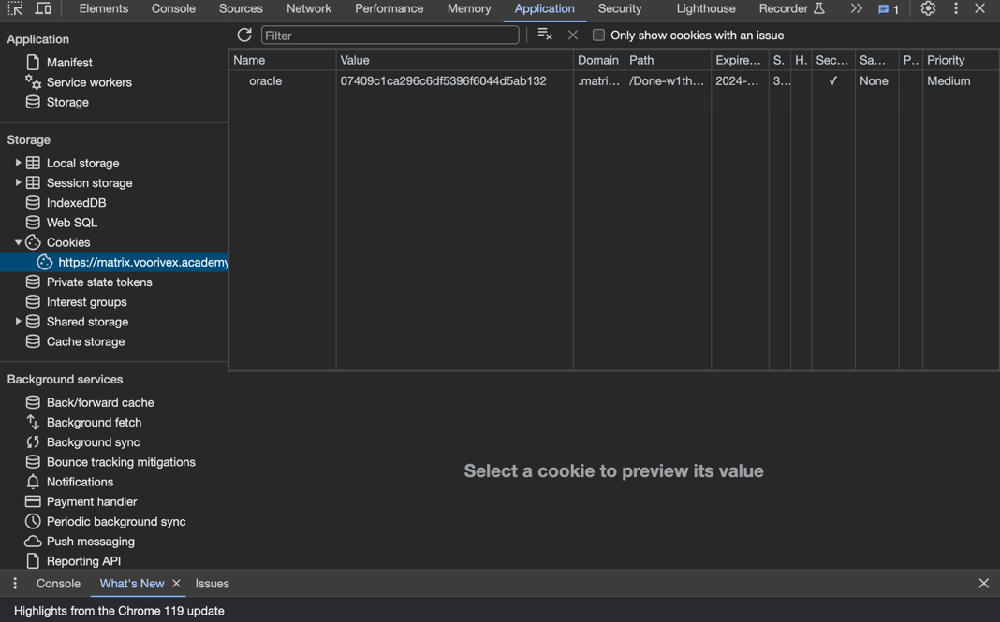 Elements Console Sources Network Performance Memory Application Security Lighthouse Recorder 1
Application
Manifest
Service workers
Storage
Storage
Local storage
Session storage
IndexedDB
Web SQL
Cookies
https://matrix.voorivex.academy
Private state tokens
Interest groups
Shared storage
Cache storage
Background services
Back/forward cache
Background fetch
Background sync
Bounce tracking mitigations
Notifications
Payment handler
Periodic background sync
Push messaging
Reporting API
Filter Only show cookies with an issue
Name Value Domain Path Expire... S. H. Sec... Sa... P.. Priority
oracle 07409c1ca296c6df5396f6044d5ab132 .matri... /Done-w1th... 2024-... 3... ✓ None Medium
Select a cookie to preview its value
Console What's New Issues
Highlights from the Chrome 119 update